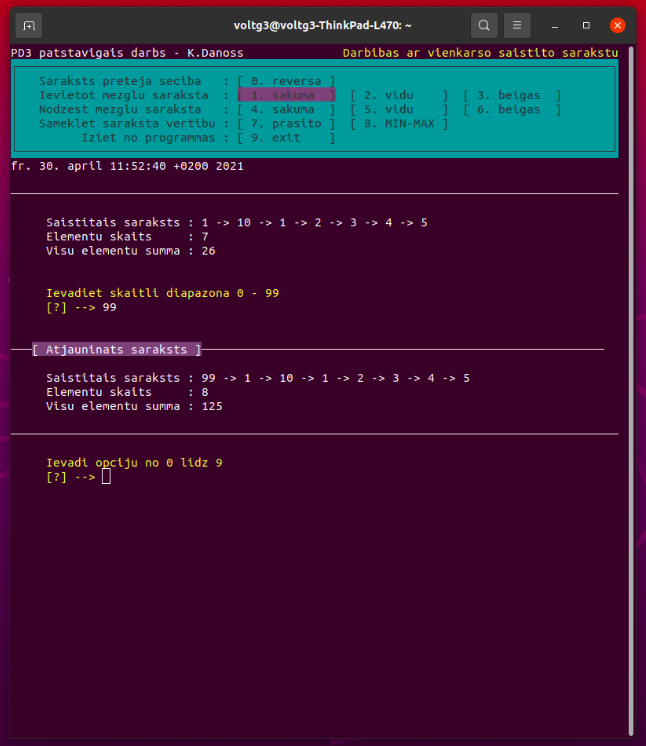 voltg3@voltg3-ThinkPad-L470: ~
PD3 patstavigais darbs - K.Danoss Darbibas ar vienkarso saistito sarakstu
Saraksts preteja seciba : [ 0. reversa ]
Ievietot mezglu saraksta : [ 1. sakuma ] [ 2. vidu ] [ 3. beigas ]
Nodzest mezglu saraksta : [ 4. sakuma ] [ 5. vidu ] [ 6. beigas ]
Sameklet saraksta vertibu : [ 7. prasito ] [ 8. MIN-MAX ]
Iziet no programmas : [ 9. exit ]
fr. 30. april 11:52:40 +0200 2021
Saistitais saraksts : 1 -> 10 -> 1 -> 2 -> 3 -> 4 -> 5
Elementu skaits : 7
Visu elementu summa : 26
Ievadiet skaitli diapazona 0 - 99
[?] --> 99
[ Atjauninats saraksts ]
Saistitais saraksts : 99 -> 1 -> 10 -> 1 -> 2 -> 3 -> 4 -> 5
Elementu skaits : 8
Visu elementu summa : 125
Ievadi opciju no 0 lidz 9
[?] -->